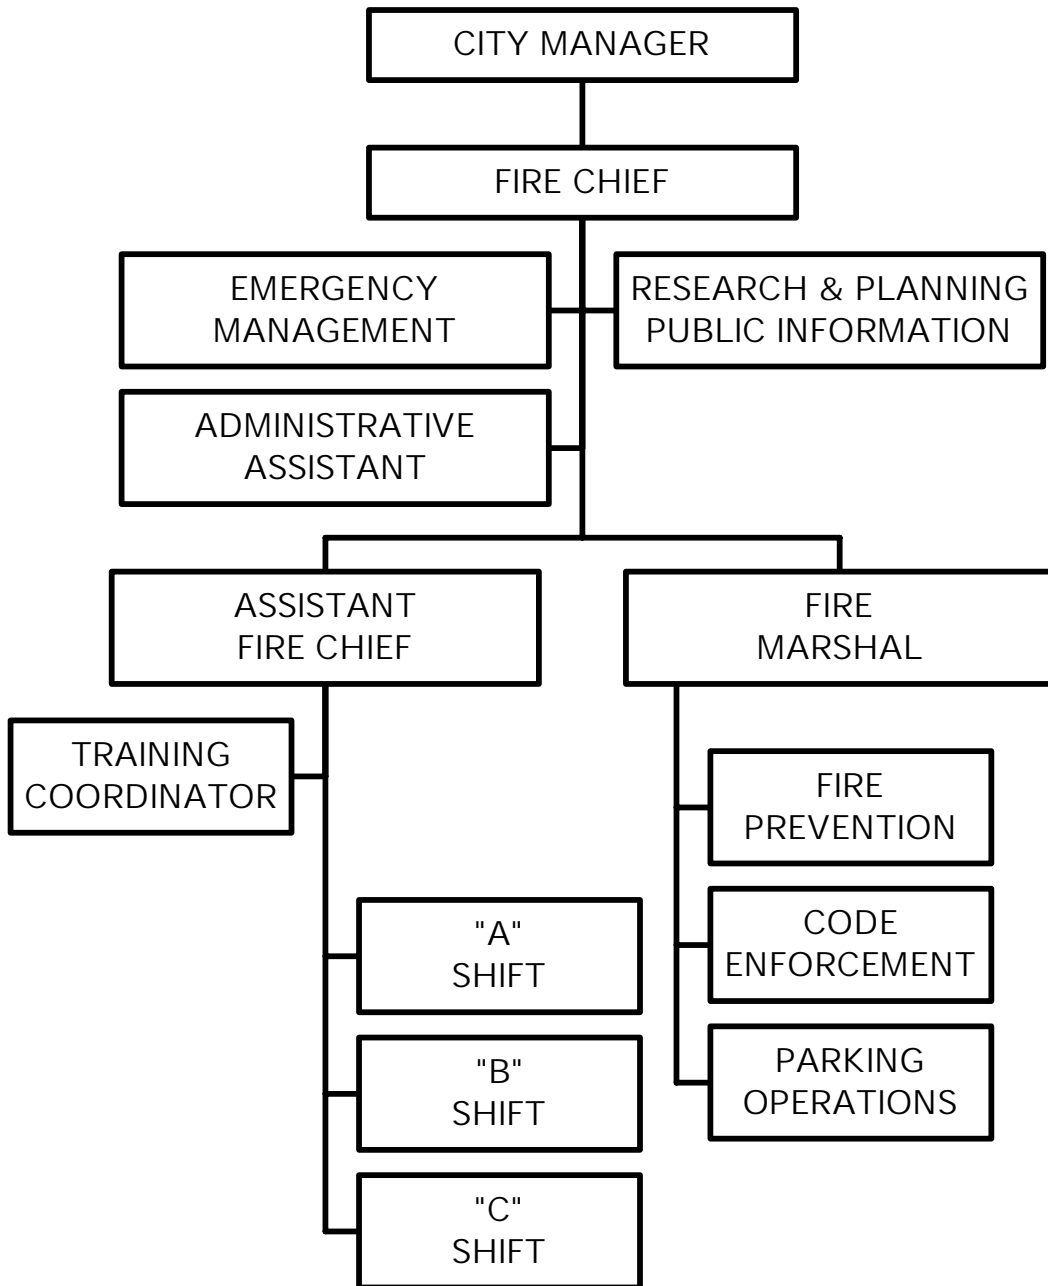 CITY MANAGER
FIRE CHIEF
EMERGENCY
MANAGEMENT
RESEARCH & PLANNING
PUBLIC INFORMATION
ADMINISTRATIVE
ASSISTANT
ASSISTANT
FIRE CHIEF
FIRE
MARSHAL
TRAINING
COORDINATOR
FIRE
PREVENTION
"A"
SHIFT
CODE
ENFORCEMENT
"B"
SHIFT
PARKING
OPERATIONS
"C"
SHIFT